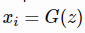 x_i = G(z)